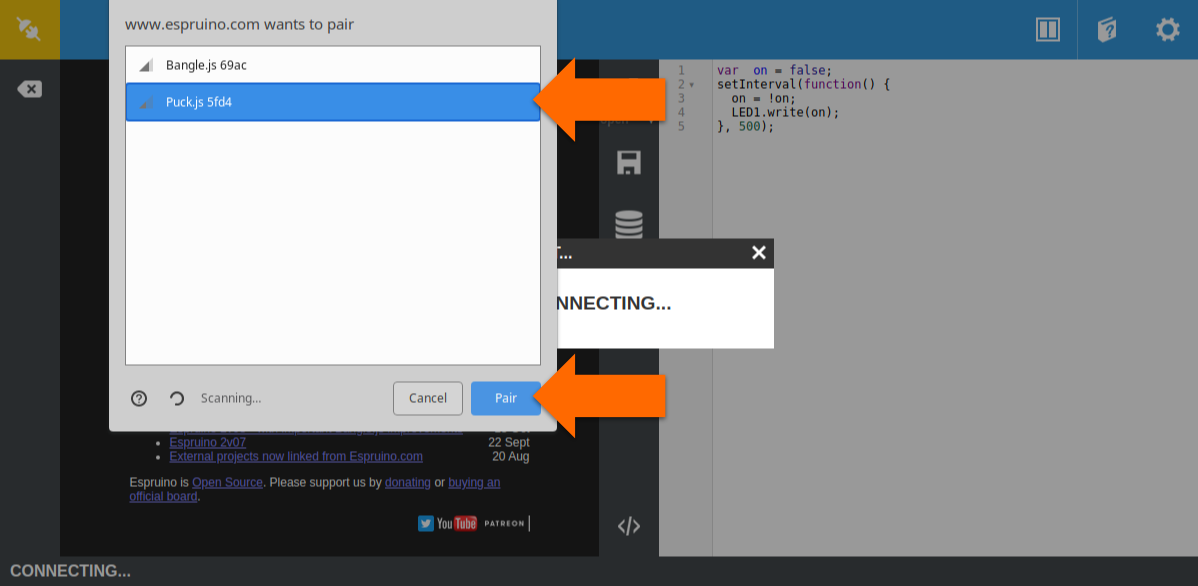 www.espruino.com wants to pair
Bangle.js 69ac
Puck.js 5fd4
Scanning...
Cancel
Pair
T...
NNECTING...
1 var on = false;
2 setInterval(function() {
3 on = !on;
4 LED1.write(on);
5 }, 500);
Espruino 2v07 22 Sept
External projects now linked from Espruino.com 20 Aug
Espruino is Open Source. Please support us by donating or buying an
official board.
YouTube PATREON
</>
CONNECTING...